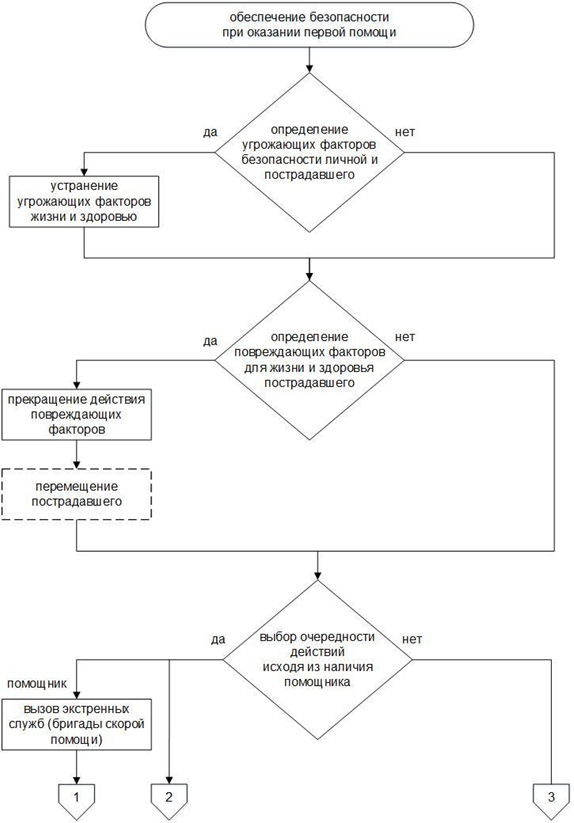 обеспечение безопасности
при оказании первой помощи
да
определение
угрожающих факторов
безопасности личной и
пострадавшего
нет
устранение
угрожающих факторов
жизни и здоровью
да
определение
повреждающих факторов
для жизни и здоровья
пострадавшего
нет
прекращение действия
повреждающих
факторов
перемещение
пострадавшего
да
выбор очередности
действий
исходя из наличия
помощника
нет
помощник
вызов экстренных
служб (бригады скорой
помощи)
1
2
3